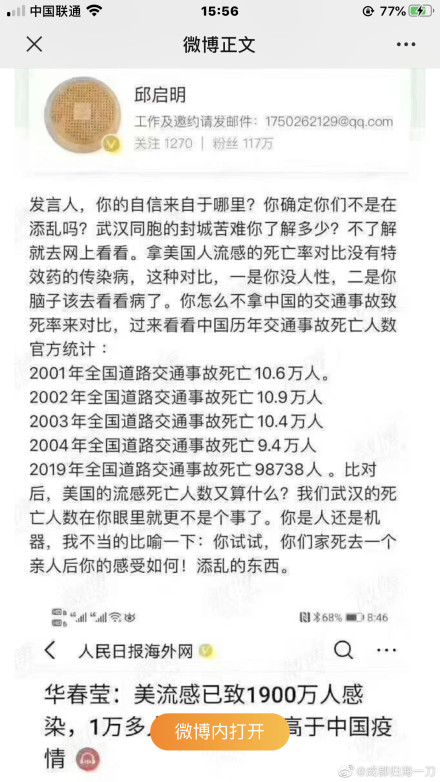 中国联通
15:56
77%
微博正文
邱启明
工作及邀约请发邮件：1750262129@qq.com
关注 1270 | 粉丝 117万
发言人，你的自信来自于哪里？你确定你们不是在
添乱吗？武汉同胞的封城苦难你了解多少？不了解
就去网上看看。拿美国人流感的死亡率对比没有特
效药的传染病，这种对比，一是你没人性，二是你
脑子该去看看病了。你怎么不拿中国的交通事故致
死率来对比，过来看看中国历年交通事故死亡人数
官方统计：
2001年全国道路交通事故死亡10.6万人。
2002年全国道路交通事故死亡10.9万人
2003年全国道路交通事故死亡10.4万人
2004年全国道路交通事故死亡9.4万人
2019年全国道路交通事故死亡98738人 。比对
后，美国的流感死亡人数又算什么？我们武汉的死
亡人数在你眼里就更不是个事了。你是人还是机
器，我不当的比喻一下：你试试，你们家死去一个
亲人后你的感受如何！添乱的东西。
68% 8:46
人民日报海外网
华春莹：美流感已致1900万人感
染，1万多 高于中国疫
情
微博内打开
@成都归海一刀